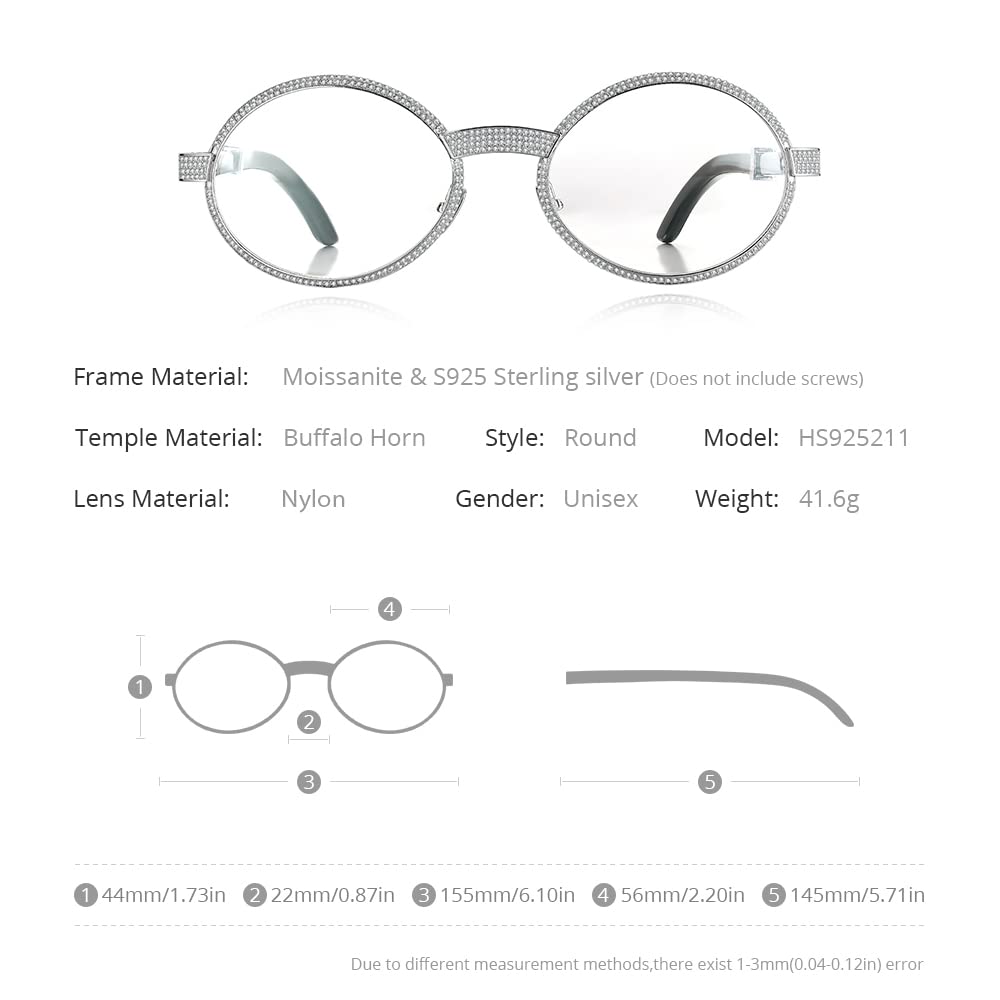 Frame Material: Moissanite & S925 Sterling silver (Does not include screws)
Temple Material: Buffalo Horn Style: Round Model: HS925211
Lens Material: Nylon Gender: Unisex Weight: 41.6g
4
1
2
3
5
1 44mm/1.73in 2 22mm/0.87in 3 155mm/6.10in 4 56mm/2.20in 5 145mm/5.71in
Due to different measurement methods,there exist 1-3mm(0.04-0.12in) error